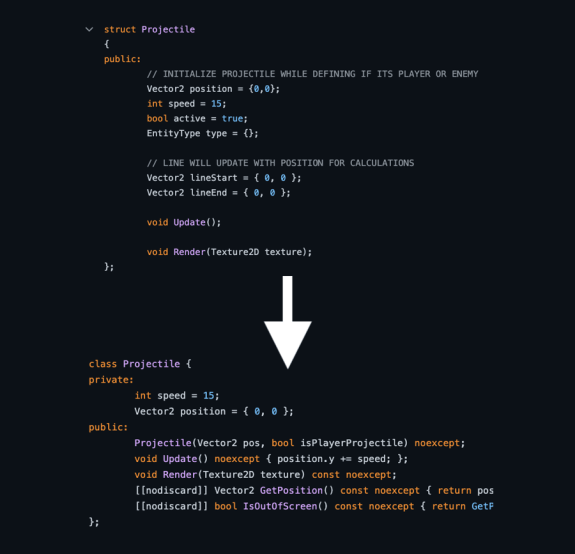 struct Projectile
{
public:
// INITIALIZE PROJECTILE WHILE DEFINING IF ITS PLAYER OR ENEMY
Vector2 position = {0,0};
int speed = 15;
bool active = true;
EntityType type = {};
// LINE WILL UPDATE WITH POSITION FOR CALCULATIONS
Vector2 lineStart = { 0, 0 };
Vector2 lineEnd = { 0, 0 };
void Update();
void Render(Texture2D texture);
};
class Projectile {
private:
int speed = 15;
Vector2 position = { 0, 0 };
public:
Projectile(Vector2 pos, bool isPlayerProjectile) noexcept;
void Update() noexcept { position.y += speed; };
void Render(Texture2D texture) const noexcept;
[[nodiscard]] Vector2 GetPosition() const noexcept { return pos
[[nodiscard]] bool IsOutOfScreen() const noexcept { return Get
};